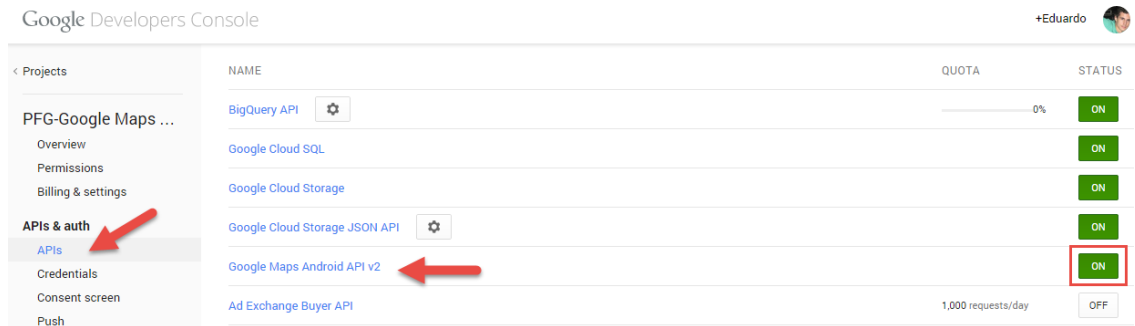 Google Developers Console +Eduardo
< Projects NAME QUOTA STATUS
BigQuery API 0% ON
PFG-Google Maps ...
Overview Google Cloud SQL ON
Permissions
Billing & settings Google Cloud Storage ON
APIs & auth Google Cloud Storage JSON API ON
APIs
Credentials Google Maps Android API v2 ON
Consent screen
Push Ad Exchange Buyer API 1,000 requests/day OFF